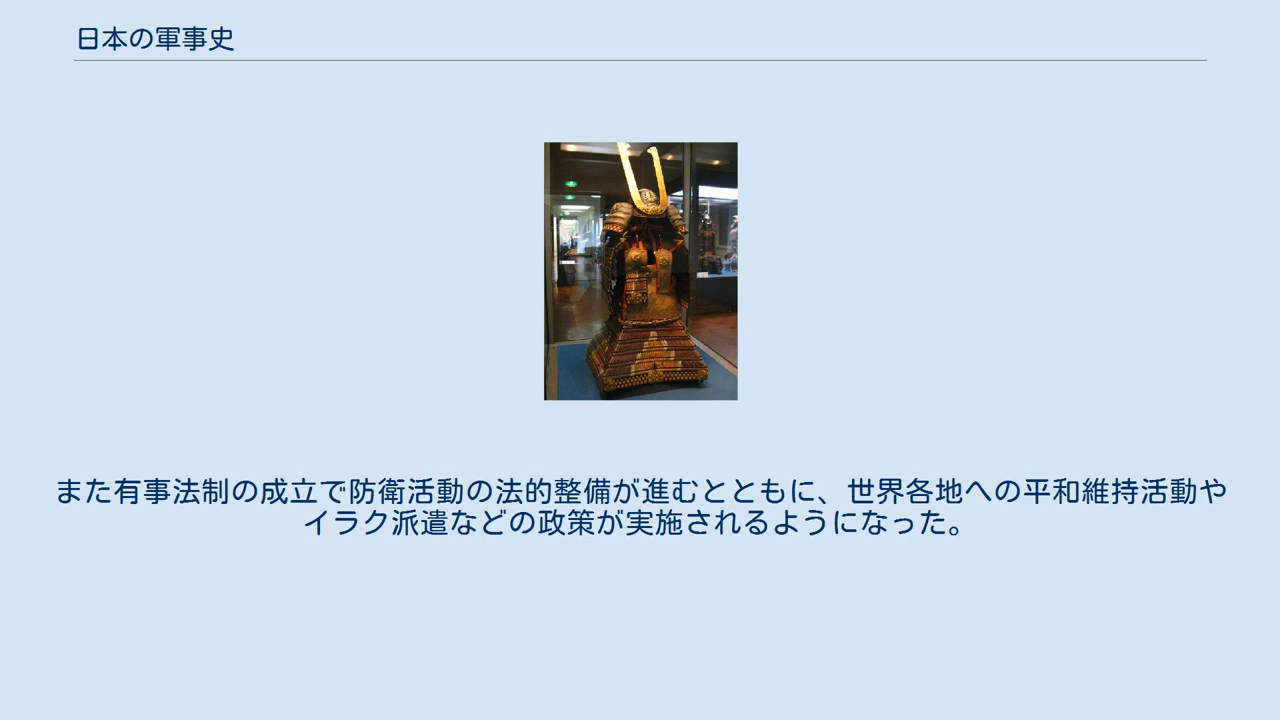 日本の軍事史
また有事法制の成立で防衛活動の法的整備が進むとともに、世界各地への平和維持活動や
イラク派遣などの政策が実施されるようになった。